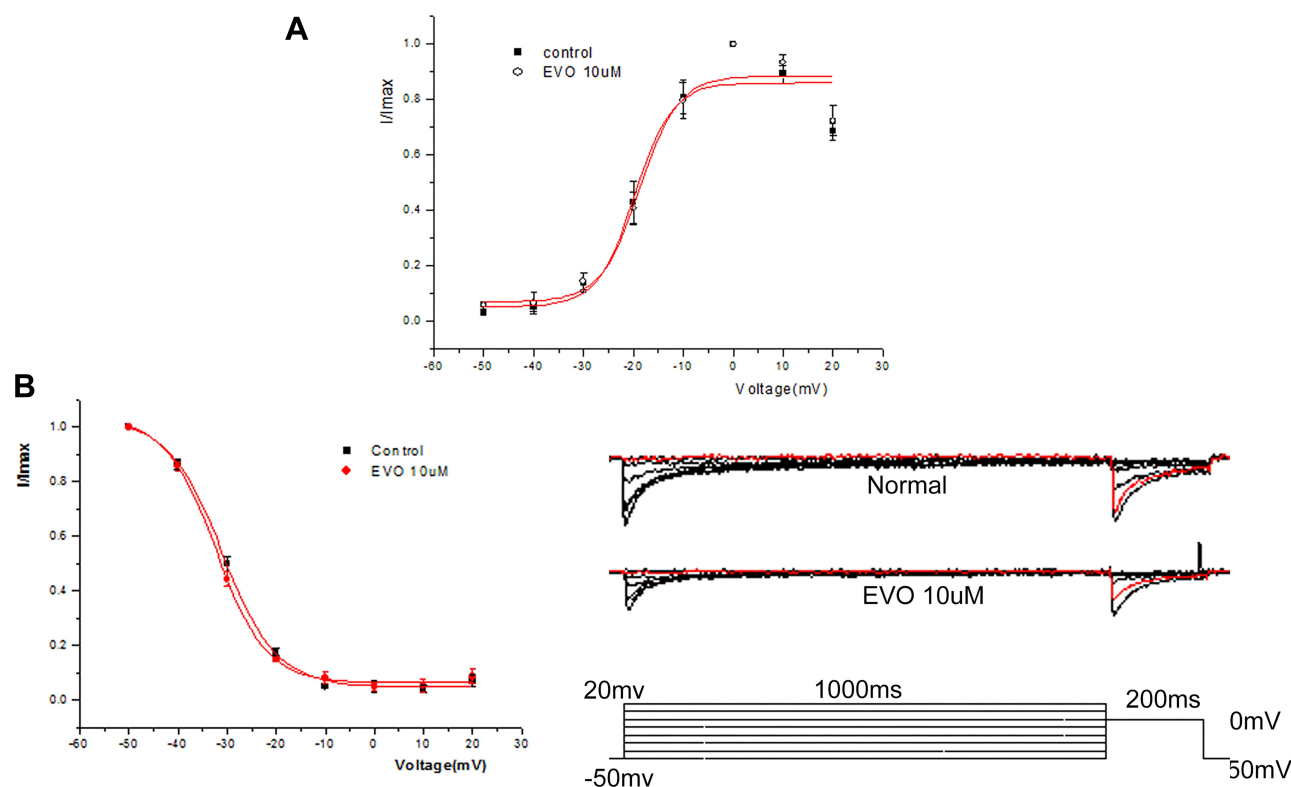 A
I/Imax
1.0
0.8
0.6
0.4
0.2
0.0
control
EVO 10uM
-60 -50 -40 -30 -20 -10 0 10 20 30
Voltage(mV)
B
I/Imax
1.0
0.8
0.6
0.4
0.2
0.0
Control
EVO 10uM
-60 -50 -40 -30 -20 -10 0 10 20 30
Voltage(mV)
Normal
EVO 10uM
20mv 1000ms 200ms
0mV
-50mv 50mV